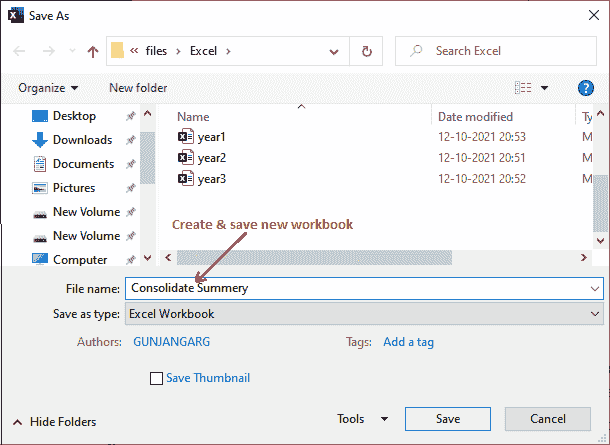 Save As
« files › Excel ›
Search Excel
Organize New folder
?
Name Date modified Ty
Desktop
year1 12-10-2021 20:53 M
Downloads
year2 12-10-2021 20:51 M
Documents
year3 12-10-2021 20:52 M
Pictures
New Volume
New Volume
Computer
Create & save new workbook
File name: Consolidate Summery
Save as type: Excel Workbook
Authors: GUNJANGARG Tags: Add a tag
Save Thumbnail
Hide Folders Tools Save Cancel